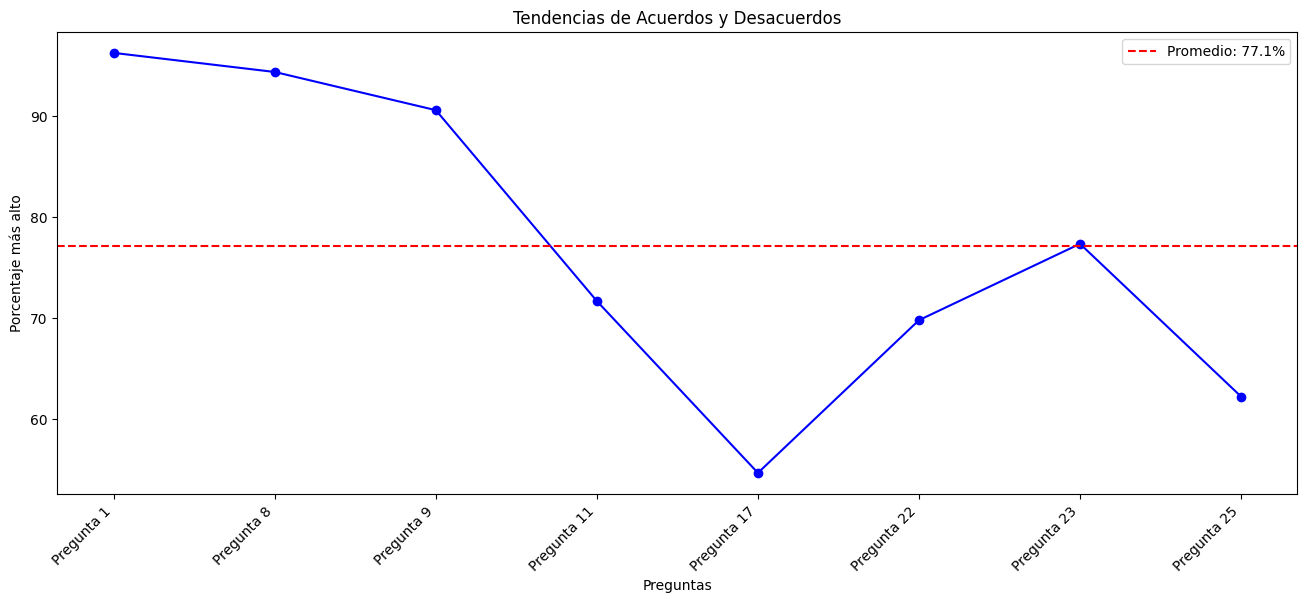 Tendencias de Acuerdos y Desacuerdos
Promedio: 77.1%
Porcentaje más alto
90
80
70
60
Pregunta 1
Pregunta 8
Pregunta 9
Pregunta 11
Pregunta 17
Pregunta 22
Pregunta 23
Pregunta 25
Preguntas